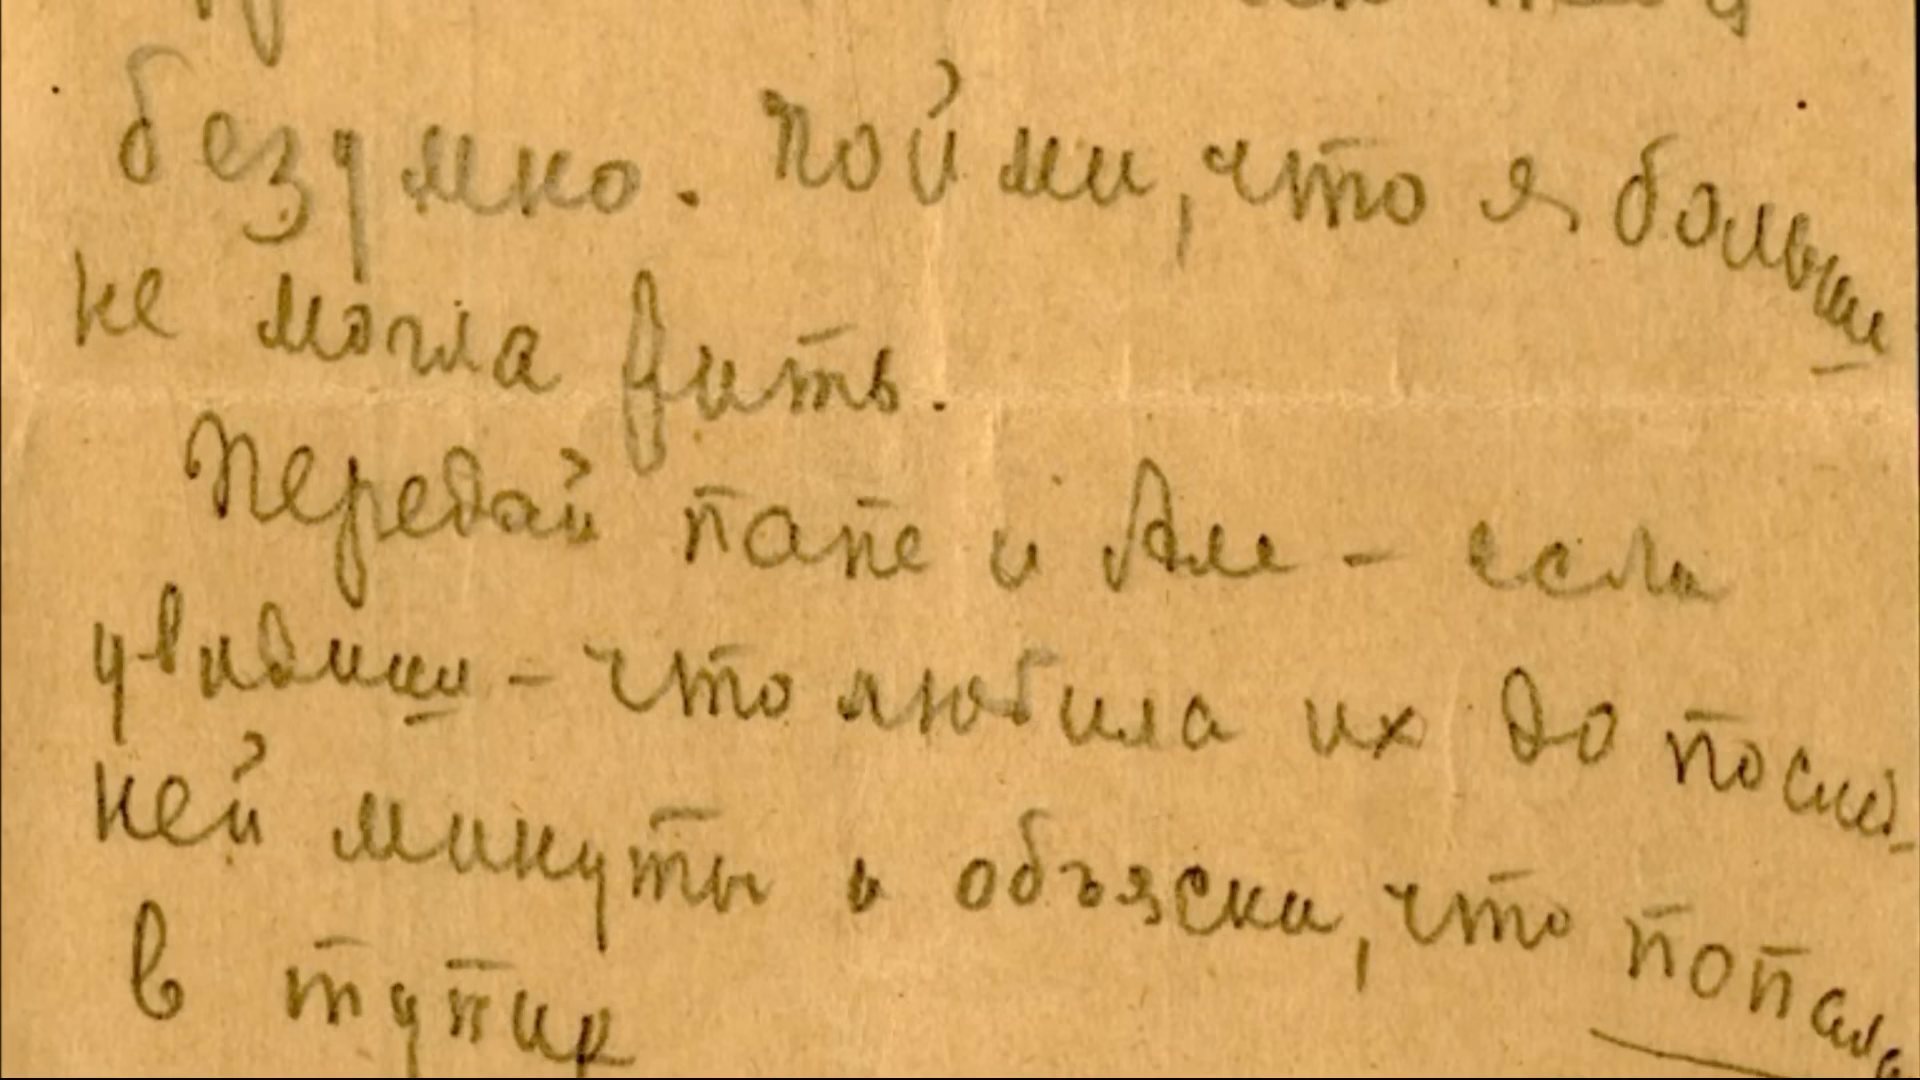 безумно. Пойми, что я больше
не могла жить.
Передай папе и Але – если
увидишь – что любила их до послед-
ней минуты и объясни, что попала
в тупик